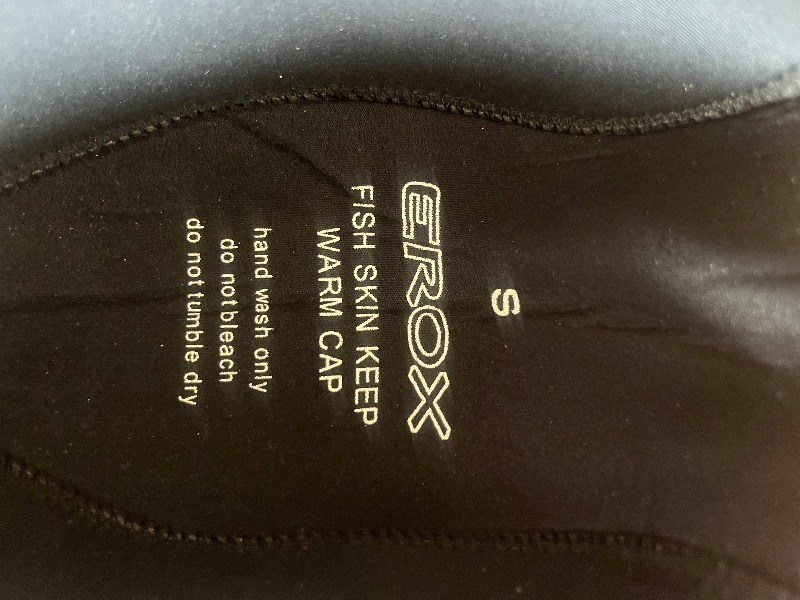 S
EROX
FISH SKIN KEEP
WARM CAP
hand wash only
do notbleach
do nottumble dry